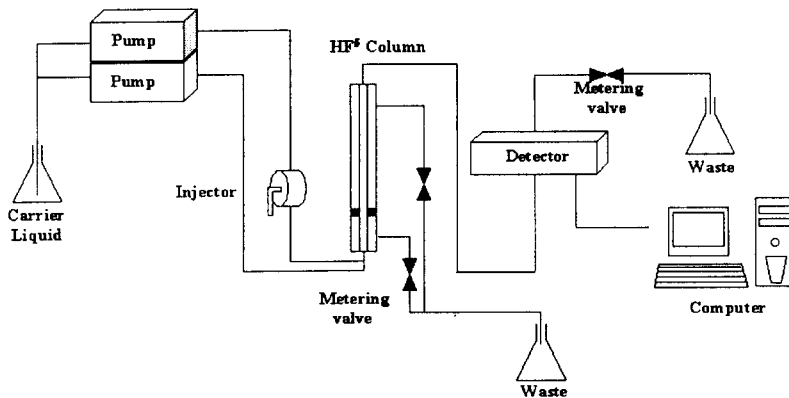 Pump
Pump
HF⁵ Column
Metering
valve
Detector
Waste
Injector
Carrier
Liquid
Metering
valve
Computer
Waste